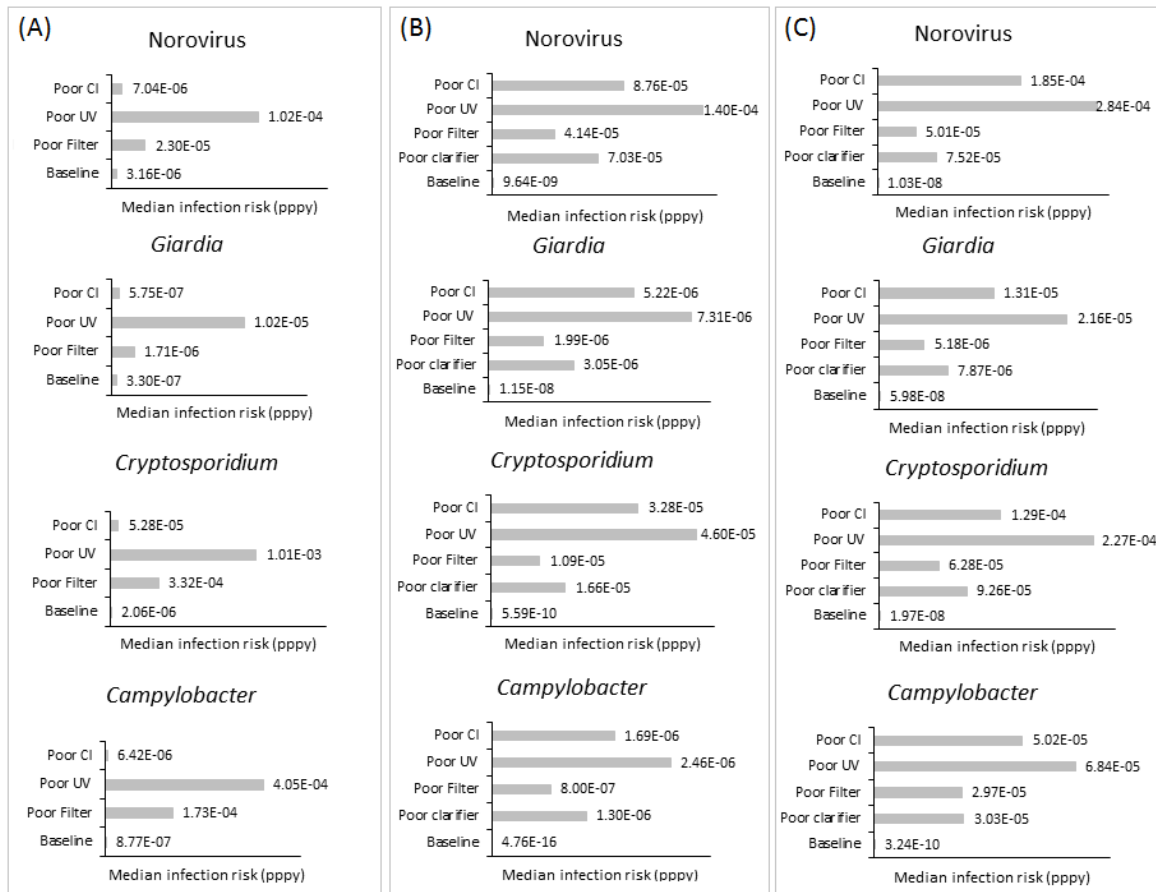 (A)
Norovirus
Poor CI 7.04E-06
Poor UV 1.02E-04
Poor Filter 2.30E-05
Baseline 3.16E-06
Median infection risk (pppy)
Giardia
Poor CI 5.75E-07
Poor UV 1.02E-05
Poor Filter 1.71E-06
Baseline 3.30E-07
Median infection risk (pppy)
Cryptosporidium
Poor CI 5.28E-05
Poor UV 1.01E-03
Poor Filter 3.32E-04
Baseline 2.06E-06
Median infection risk (pppy)
Campylobacter
Poor CI 6.42E-06
Poor UV 4.05E-04
Poor Filter 1.73E-04
Baseline 8.77E-07
Median infection risk (pppy)
(B)
Norovirus
Poor CI 8.76E-05
Poor UV 1.40E-04
Poor Filter 4.14E-05
Poor clarifier 7.03E-05
Baseline 9.64E-09
Median infection risk (pppy)
Giardia
Poor CI 5.22E-06
Poor UV 7.31E-06
Poor Filter 1.99E-06
Poor clarifier 3.05E-06
Baseline 1.15E-08
Median infection risk (pppy)
Cryptosporidium
Poor CI 3.28E-05
Poor UV 4.60E-05
Poor Filter 1.09E-05
Poor clarifier 1.66E-05
Baseline 5.59E-10
Median infection risk (pppy)
Campylobacter
Poor CI 1.69E-06
Poor UV 2.46E-06
Poor Filter 8.00E-07
Poor clarifier 1.30E-06
Baseline 4.76E-16
Median infection risk (pppy)
(C)
Norovirus
Poor CI 1.85E-04
Poor UV 2.84E-04
Poor Filter 5.01E-05
Poor clarifier 7.52E-05
Baseline 1.03E-08
Median infection risk (pppy)
Giardia
Poor CI 1.31E-05
Poor UV 2.16E-05
Poor Filter 5.18E-06
Poor clarifier 7.87E-06
Baseline 5.98E-08
Median infection risk (pppy)
Cryptosporidium
Poor CI 1.29E-04
Poor UV 2.27E-04
Poor Filter 6.28E-05
Poor clarifier 9.26E-05
Baseline 1.97E-08
Median infection risk (pppy)
Campylobacter
Poor CI 5.02E-05
Poor UV 6.84E-05
Poor Filter 2.97E-05
Poor clarifier 3.03E-05
Baseline 3.24E-10
Median infection risk (pppy)